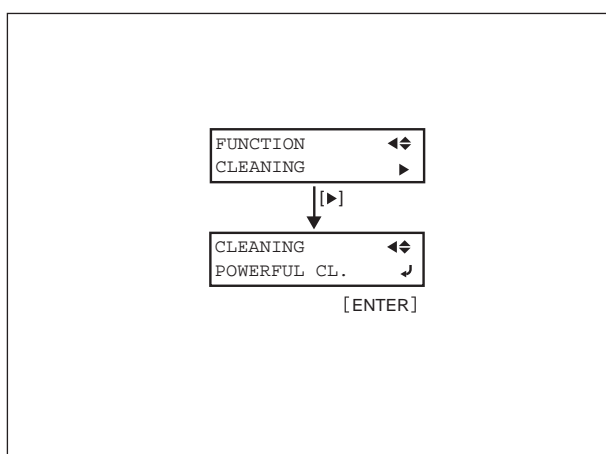 FUNCTION ◀◆
CLEANING ▶
[▶]
CLEANING ◀◆
POWERFUL CL. ↵
[ENTER]